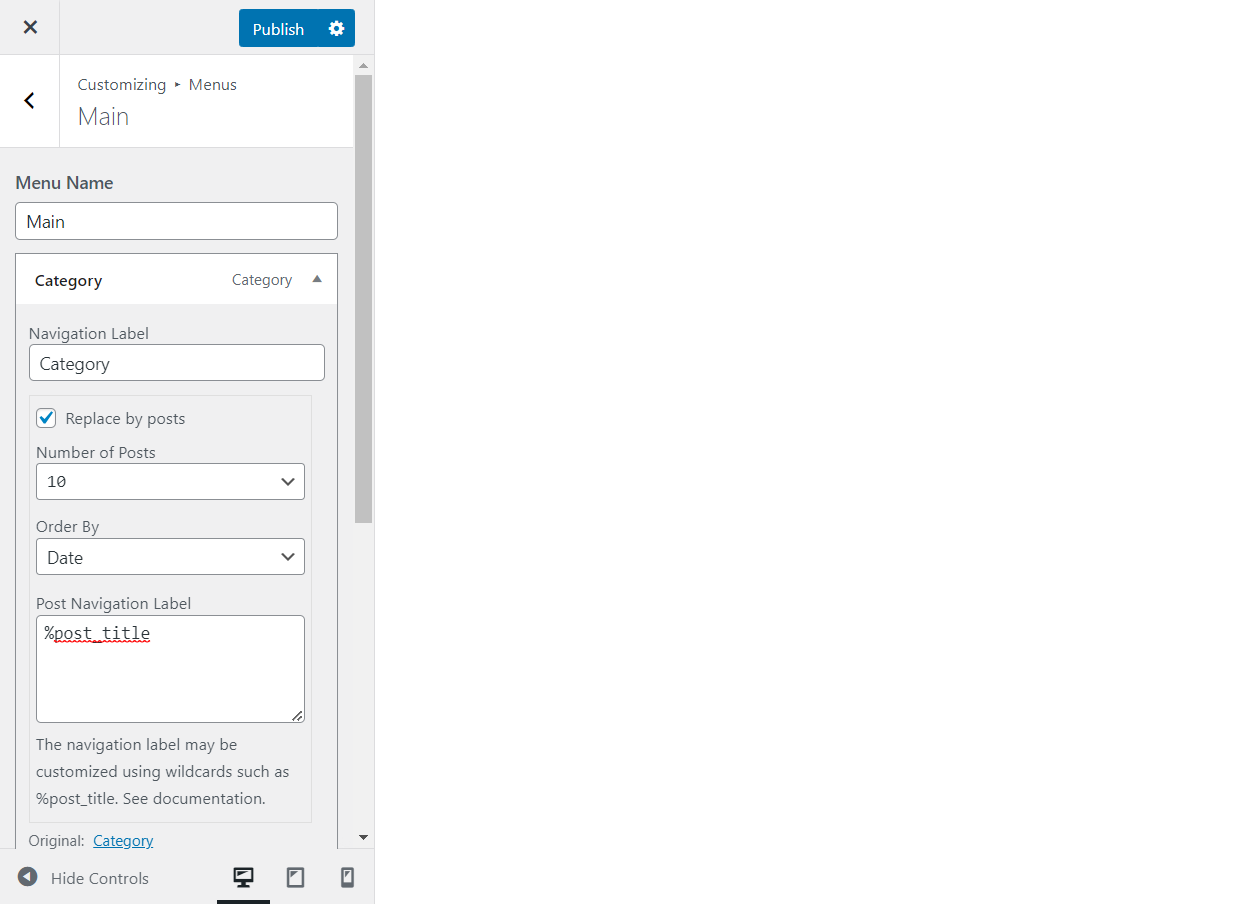 Publish
Customizing ▸ Menus
Main
Menu Name
Main
Category Category
Navigation Label
Category
Replace by posts
Number of Posts
10
Order By
Date
Post Navigation Label
%post_title
The navigation label may be
customized using wildcards such as
%post_title. See documentation.
Original: Category
Hide Controls